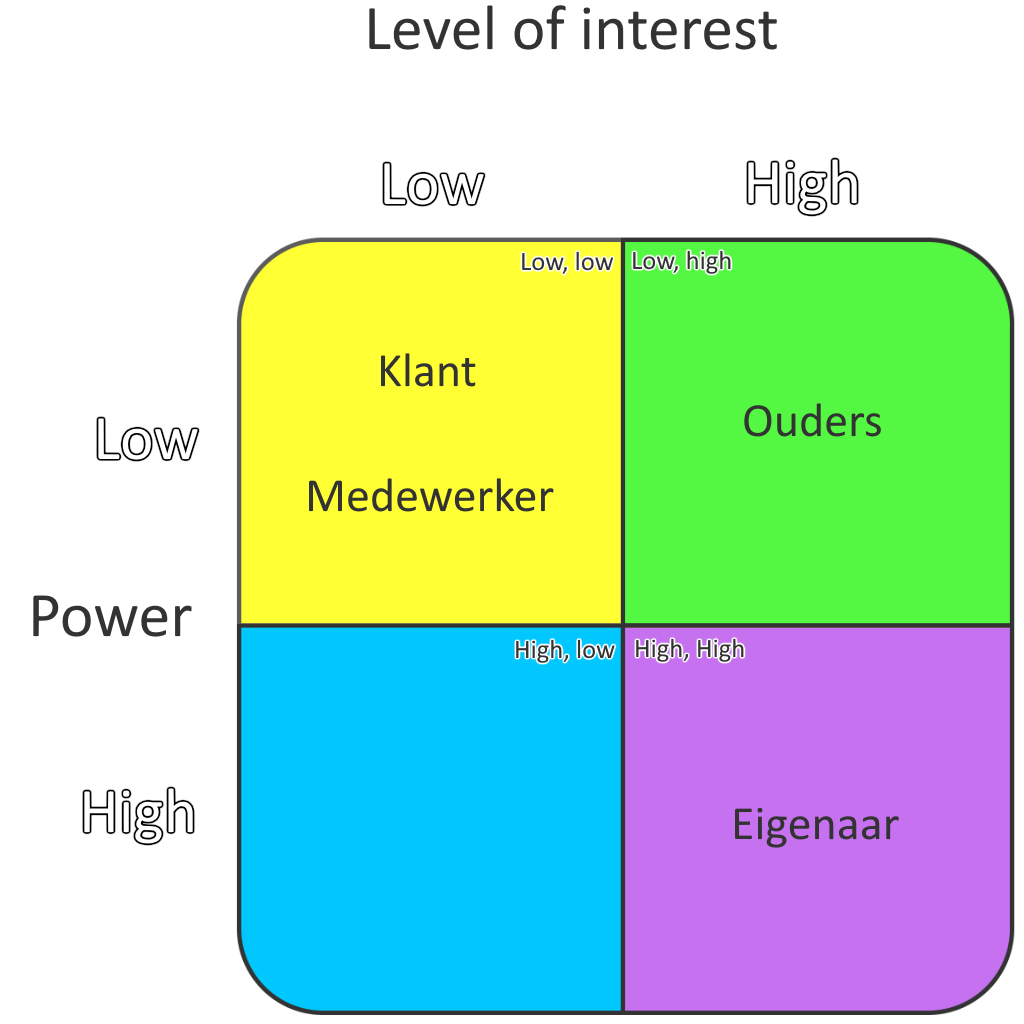 Level of interest
Low
High
Low, low
Low, high
Klant
Ouders
Low
Medewerker
Power
High, low
High, High
High
Eigenaar